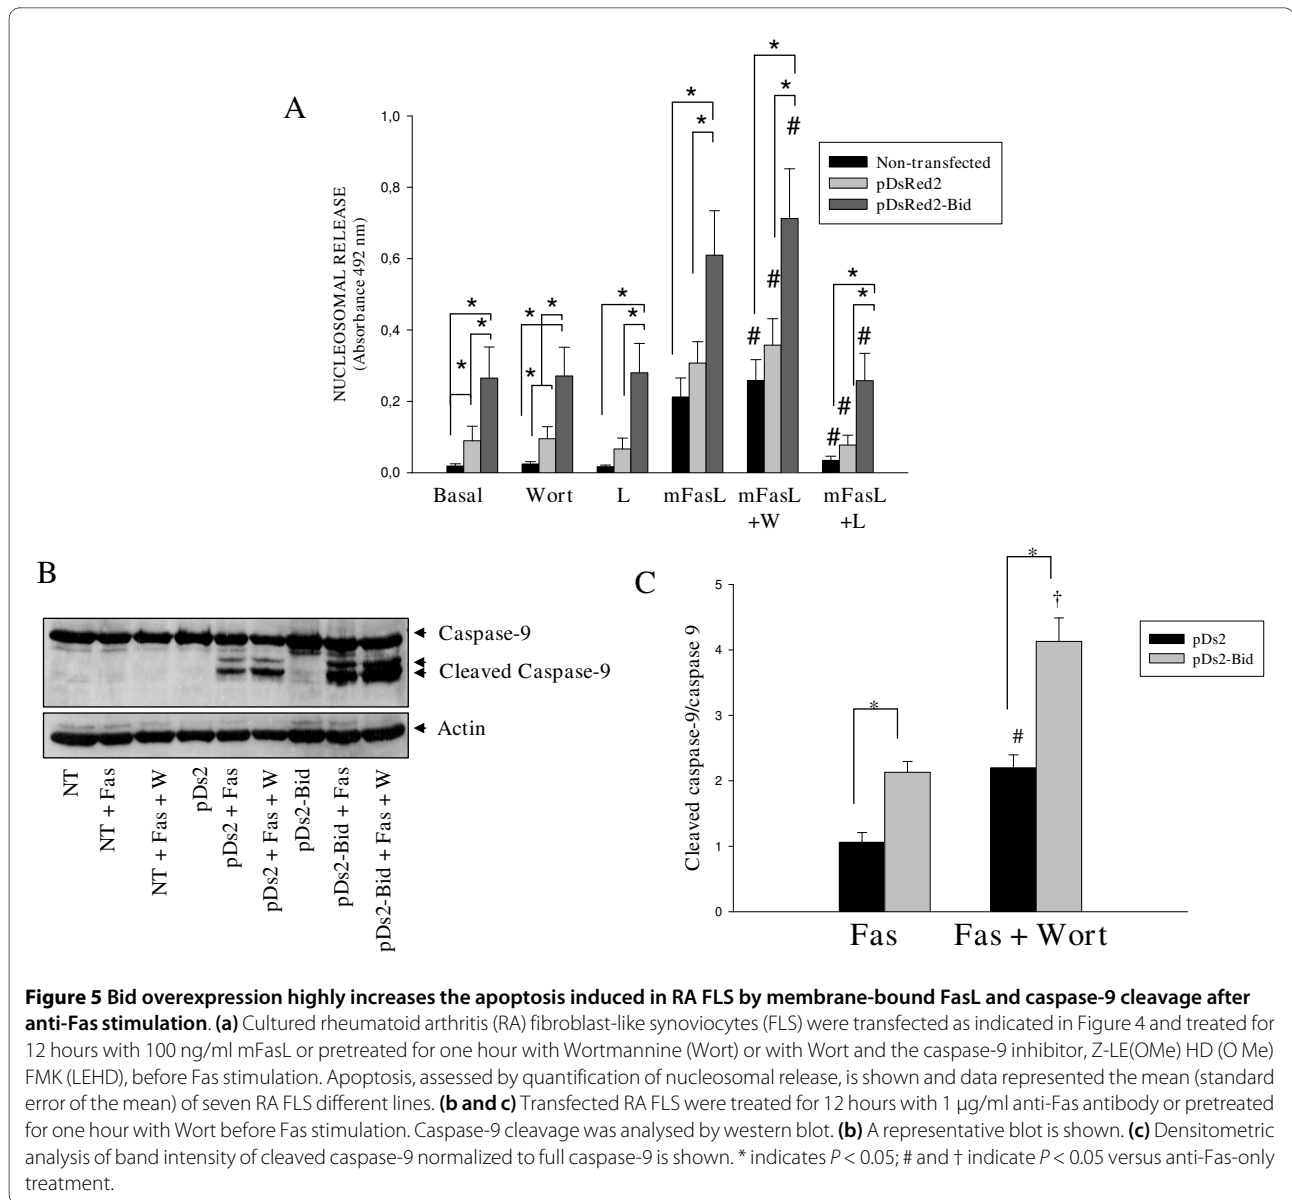 A
NUCLEOSOMAL RELEASE
(Absorbance 492 nm)
1,0
0,8
0,6
0,4
0,2
0,0
* * * * * * * * * * * * * * *
# # # # # #
Non-transfected
pDsRed2
pDsRed2-Bid
Basal Wort L mFasL mFasL mFasL
+W +L
B
Caspase-9
Cleaved Caspase-9
Actin
NT
NT + Fas
NT + Fas + W
pDs2
pDs2 + Fas
pDs2 + Fas + W
pDs2-Bid
pDs2-Bid + Fas
pDs2-Bid + Fas + W
C
Cleaved caspase-9/caspase 9
5
4
3
2
1
0
*
*
#
†
pDs2
pDs2-Bid
Fas Fas + Wort
Figure 5 Bid overexpression highly increases the apoptosis induced in RA FLS by membrane-bound FasL and caspase-9 cleavage after
anti-Fas stimulation. (a) Cultured rheumatoid arthritis (RA) fibroblast-like synoviocytes (FLS) were transfected as indicated in Figure 4 and treated for
12 hours with 100 ng/ml mFasL or pretreated for one hour with Wortmannine (Wort) or with Wort and the caspase-9 inhibitor, Z-LE(OMe) HD (O Me)
FMK (LEHD), before Fas stimulation. Apoptosis, assessed by quantification of nucleosomal release, is shown and data represented the mean (standard
error of the mean) of seven RA FLS different lines. (b and c) Transfected RA FLS were treated for 12 hours with 1 μg/ml anti-Fas antibody or pretreated
for one hour with Wort before Fas stimulation. Caspase-9 cleavage was analysed by western blot. (b) A representative blot is shown. (c) Densitometric
analysis of band intensity of cleaved caspase-9 normalized to full caspase-9 is shown. * indicates P < 0.05; # and † indicate P < 0.05 versus anti-Fas-only
treatment.